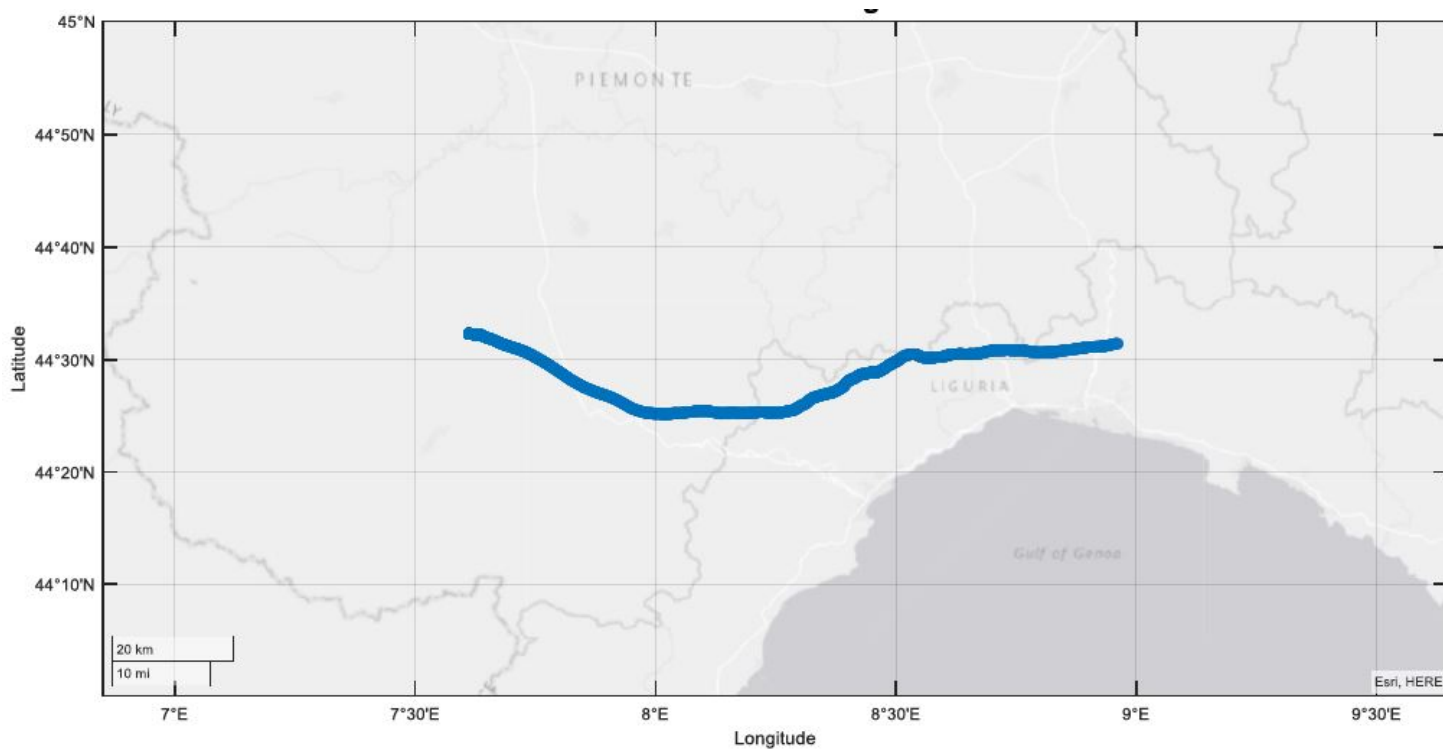 45°N
PIEMONTE
44°50'N
44°40'N
44°30'N
LIGURIA
44°20'N
Gulf of Genoa
44°10'N
Latitude
20 km
10 mi
Esri, HERE
7°E
7°30'E
8°E
8°30'E
9°E
9°30'E
Longitude